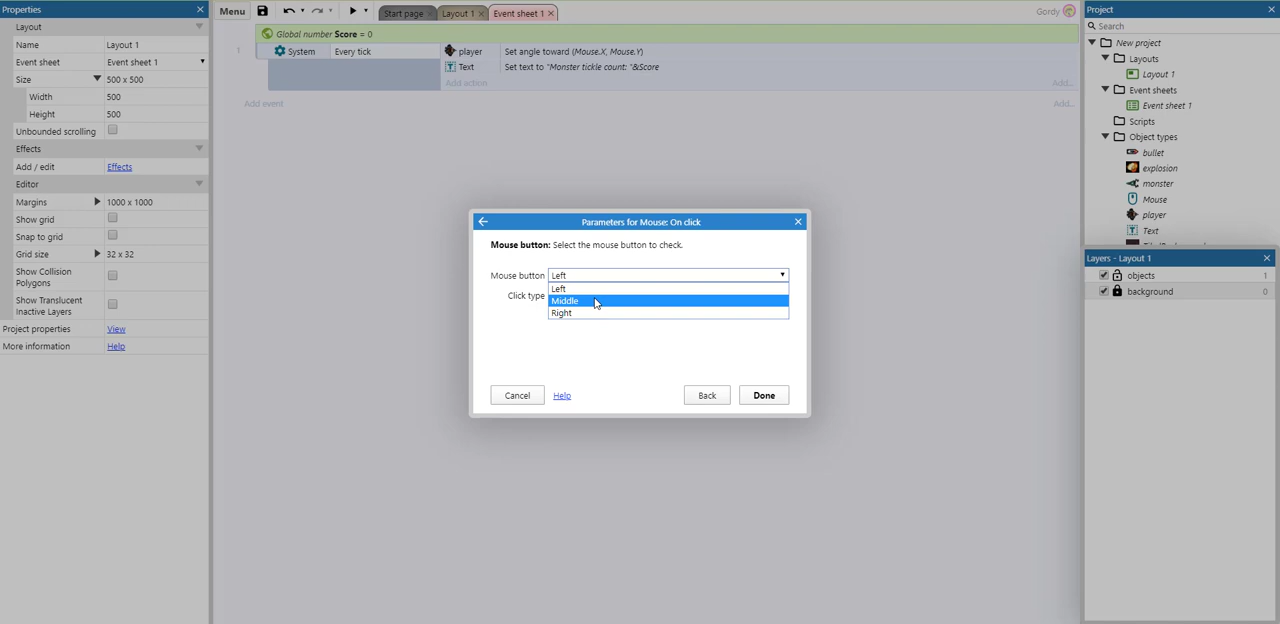 Properties
Layout
Name Layout 1
Event sheet Event sheet 1
Size 500 x 500
Width 500
Height 500
Unbounded scrolling
Effects
Add / edit Effects
Editor
Margins 1000 x 1000
Show grid
Snap to grid
Grid size 32 x 32
Show Collision
Polygons
Show Translucent
Inactive Layers
Project properties View
More information Help
Menu
Start page
Layout 1
Event sheet 1
Gordy
Global number Score = 0
1
System Every tick
player Set angle toward (Mouse.X, Mouse.Y)
T Text Set text to "Monster tickle count: "&Score
Add action Add...
Add event Add...
Parameters for Mouse: On click
Mouse button: Select the mouse button to check.
Mouse button Left
Left
Click type
Middle
Right
Cancel Help Back Done
Project
Search
New project
Layouts
Layout 1
Event sheets
Event sheet 1
Scripts
Object types
bullet
explosion
monster
Mouse
player
T Text
Layers - Layout 1
objects 1
background 0